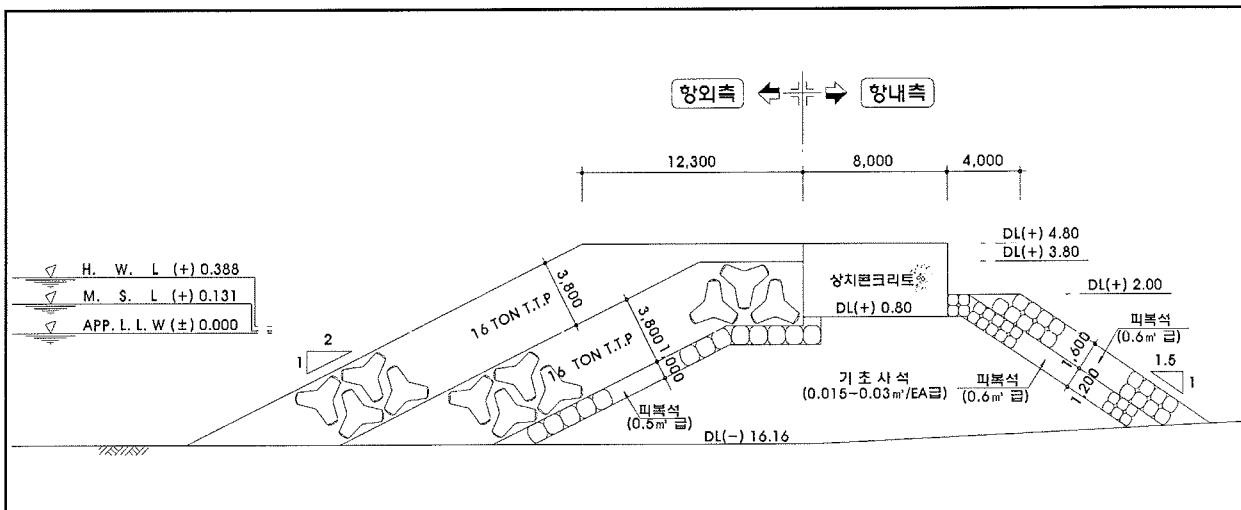 항외측 항내측
12,300 8,000 4,000
DL(+) 4.80
DL(+) 3.80
H. W. L (+) 0.388
M. S. L (+) 0.131
APP. L. L. W (±) 0.000
3,800
16 TON T.T.P
상치콘크리트
DL(+) 0.80
DL(+) 2.00
2
1
3,800
16 TON T.T.P
1,000
피복석
(0.6㎥ 급)
1.5
1
1,600
기초사석
(0.015~0.03㎥/EA급)
피복석
(0.6㎥ 급)
1,200
피복석
(0.5㎥ 급)
DL(-) 16.16